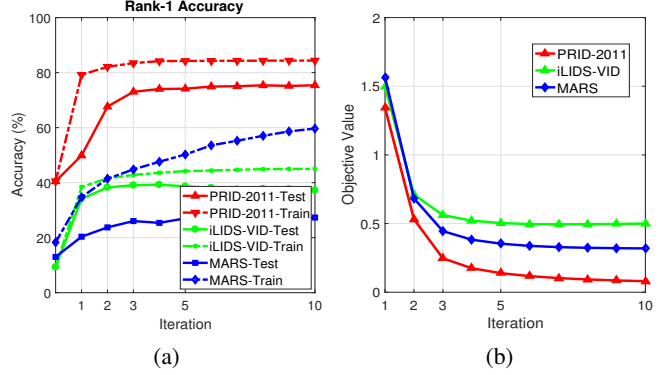 Rank-1 Accuracy
Accuracy (%)
100
80
60
40
20
0
PRID-2011-Test
PRID-2011-Train
iLIDS-VID-Test
iLIDS-VID-Train
MARS-Test
MARS-Train
1 2 3 5 10
Iteration
(a)
Objective Value
2
1.5
1
0.5
0
PRID-2011
iLIDS-VID
MARS
1 2 3 5 10
Iteration
(b)